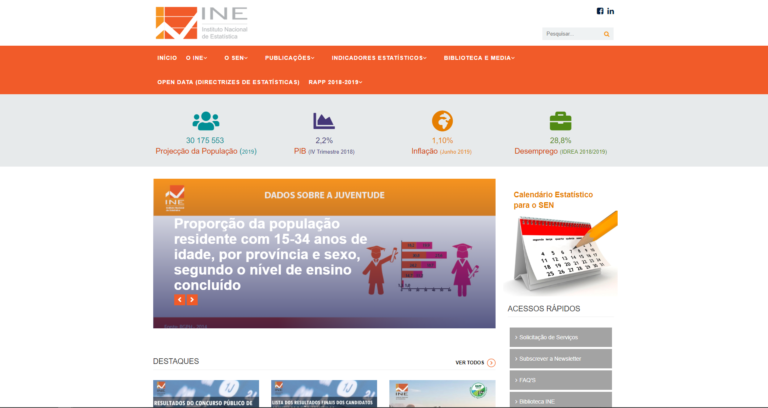 INE
Instituto Nacional
de Estatística
Pesquisar...
INÍCIO O INE O SEN PUBLICAÇÕES INDICADORES ESTATÍSTICOS BIBLIOTECA E MEDIA
OPEN DATA (DIRECTRIZES DE ESTATÍSTICAS) RAPP 2018-2019
30 175 553
Projecção da População (2019)
2,2%
PIB (IV Trimestre 2018)
1,10%
Inflação (Junho 2019)
28,8%
Desemprego (IDREA 2018/2019)
INE
DADOS SOBRE A JUVENTUDE
Proporção da população
residente com 15-34 anos de
idade, por província e sexo,
segundo o nível de ensino
concluído
Calendário Estatístico
para o SEN
ACESSOS RÁPIDOS
Solicitação de Serviços
Subscrever a Newsletter
FAQ'S
Biblioteca INE
DESTAQUES
VER TODOS
INE
RESULTADOS DO CONCURSO PÚBLICO DE
INE
LISTA DOS RESULTADOS FINAIS DOS CANDIDATOS
INE